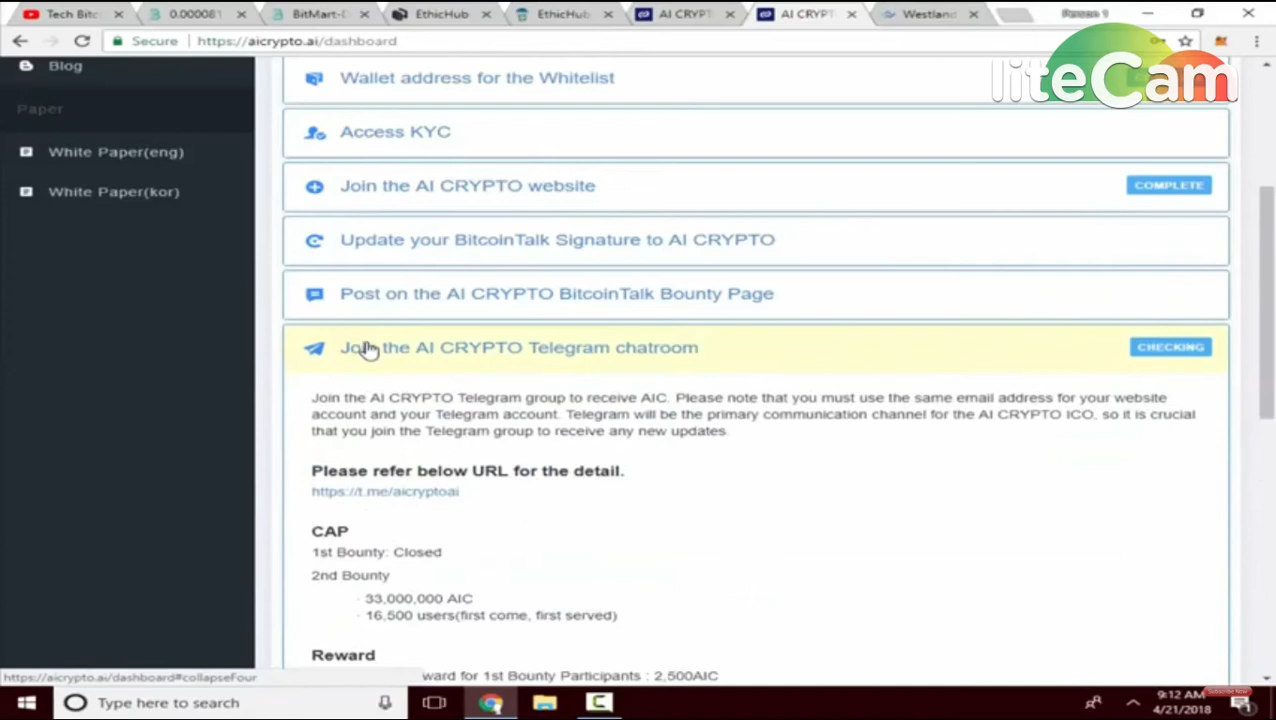 Tech Bitc
0.000081
BitMart-
EthicHub
EthicHub
AI CRYPT
AI CRYPT
Westland
Secure
https://aicrypto.ai/dashboard
liteCam
Blog
Paper
White Paper(eng)
White Paper(kor)
Wallet address for the Whitelist
Access KYC
Join the AI CRYPTO website
COMPLETE
Update your BitcoinTalk Signature to AI CRYPTO
Post on the AI CRYPTO BitcoinTalk Bounty Page
Join the AI CRYPTO Telegram chatroom
CHECKING
Join the AI CRYPTO Telegram group to receive AIC. Please note that you must use the same email address for your website
account and your Telegram account. Telegram will be the primary communication channel for the AI CRYPTO ICO, so it is crucial
that you join the Telegram group to receive any new updates.
Please refer below URL for the detail.
https://t.me/aicryptoai
CAP
1st Bounty: Closed
2nd Bounty
· 33,000,000 AIC
· 16,500 users(first come, first served)
Reward
ward for 1st Bounty Participants : 2,500AIC
https://aicrypto.ai/dashboard#collapseFour
Type here to search
9:12 AM
4/21/2018
Subscribe Now
1